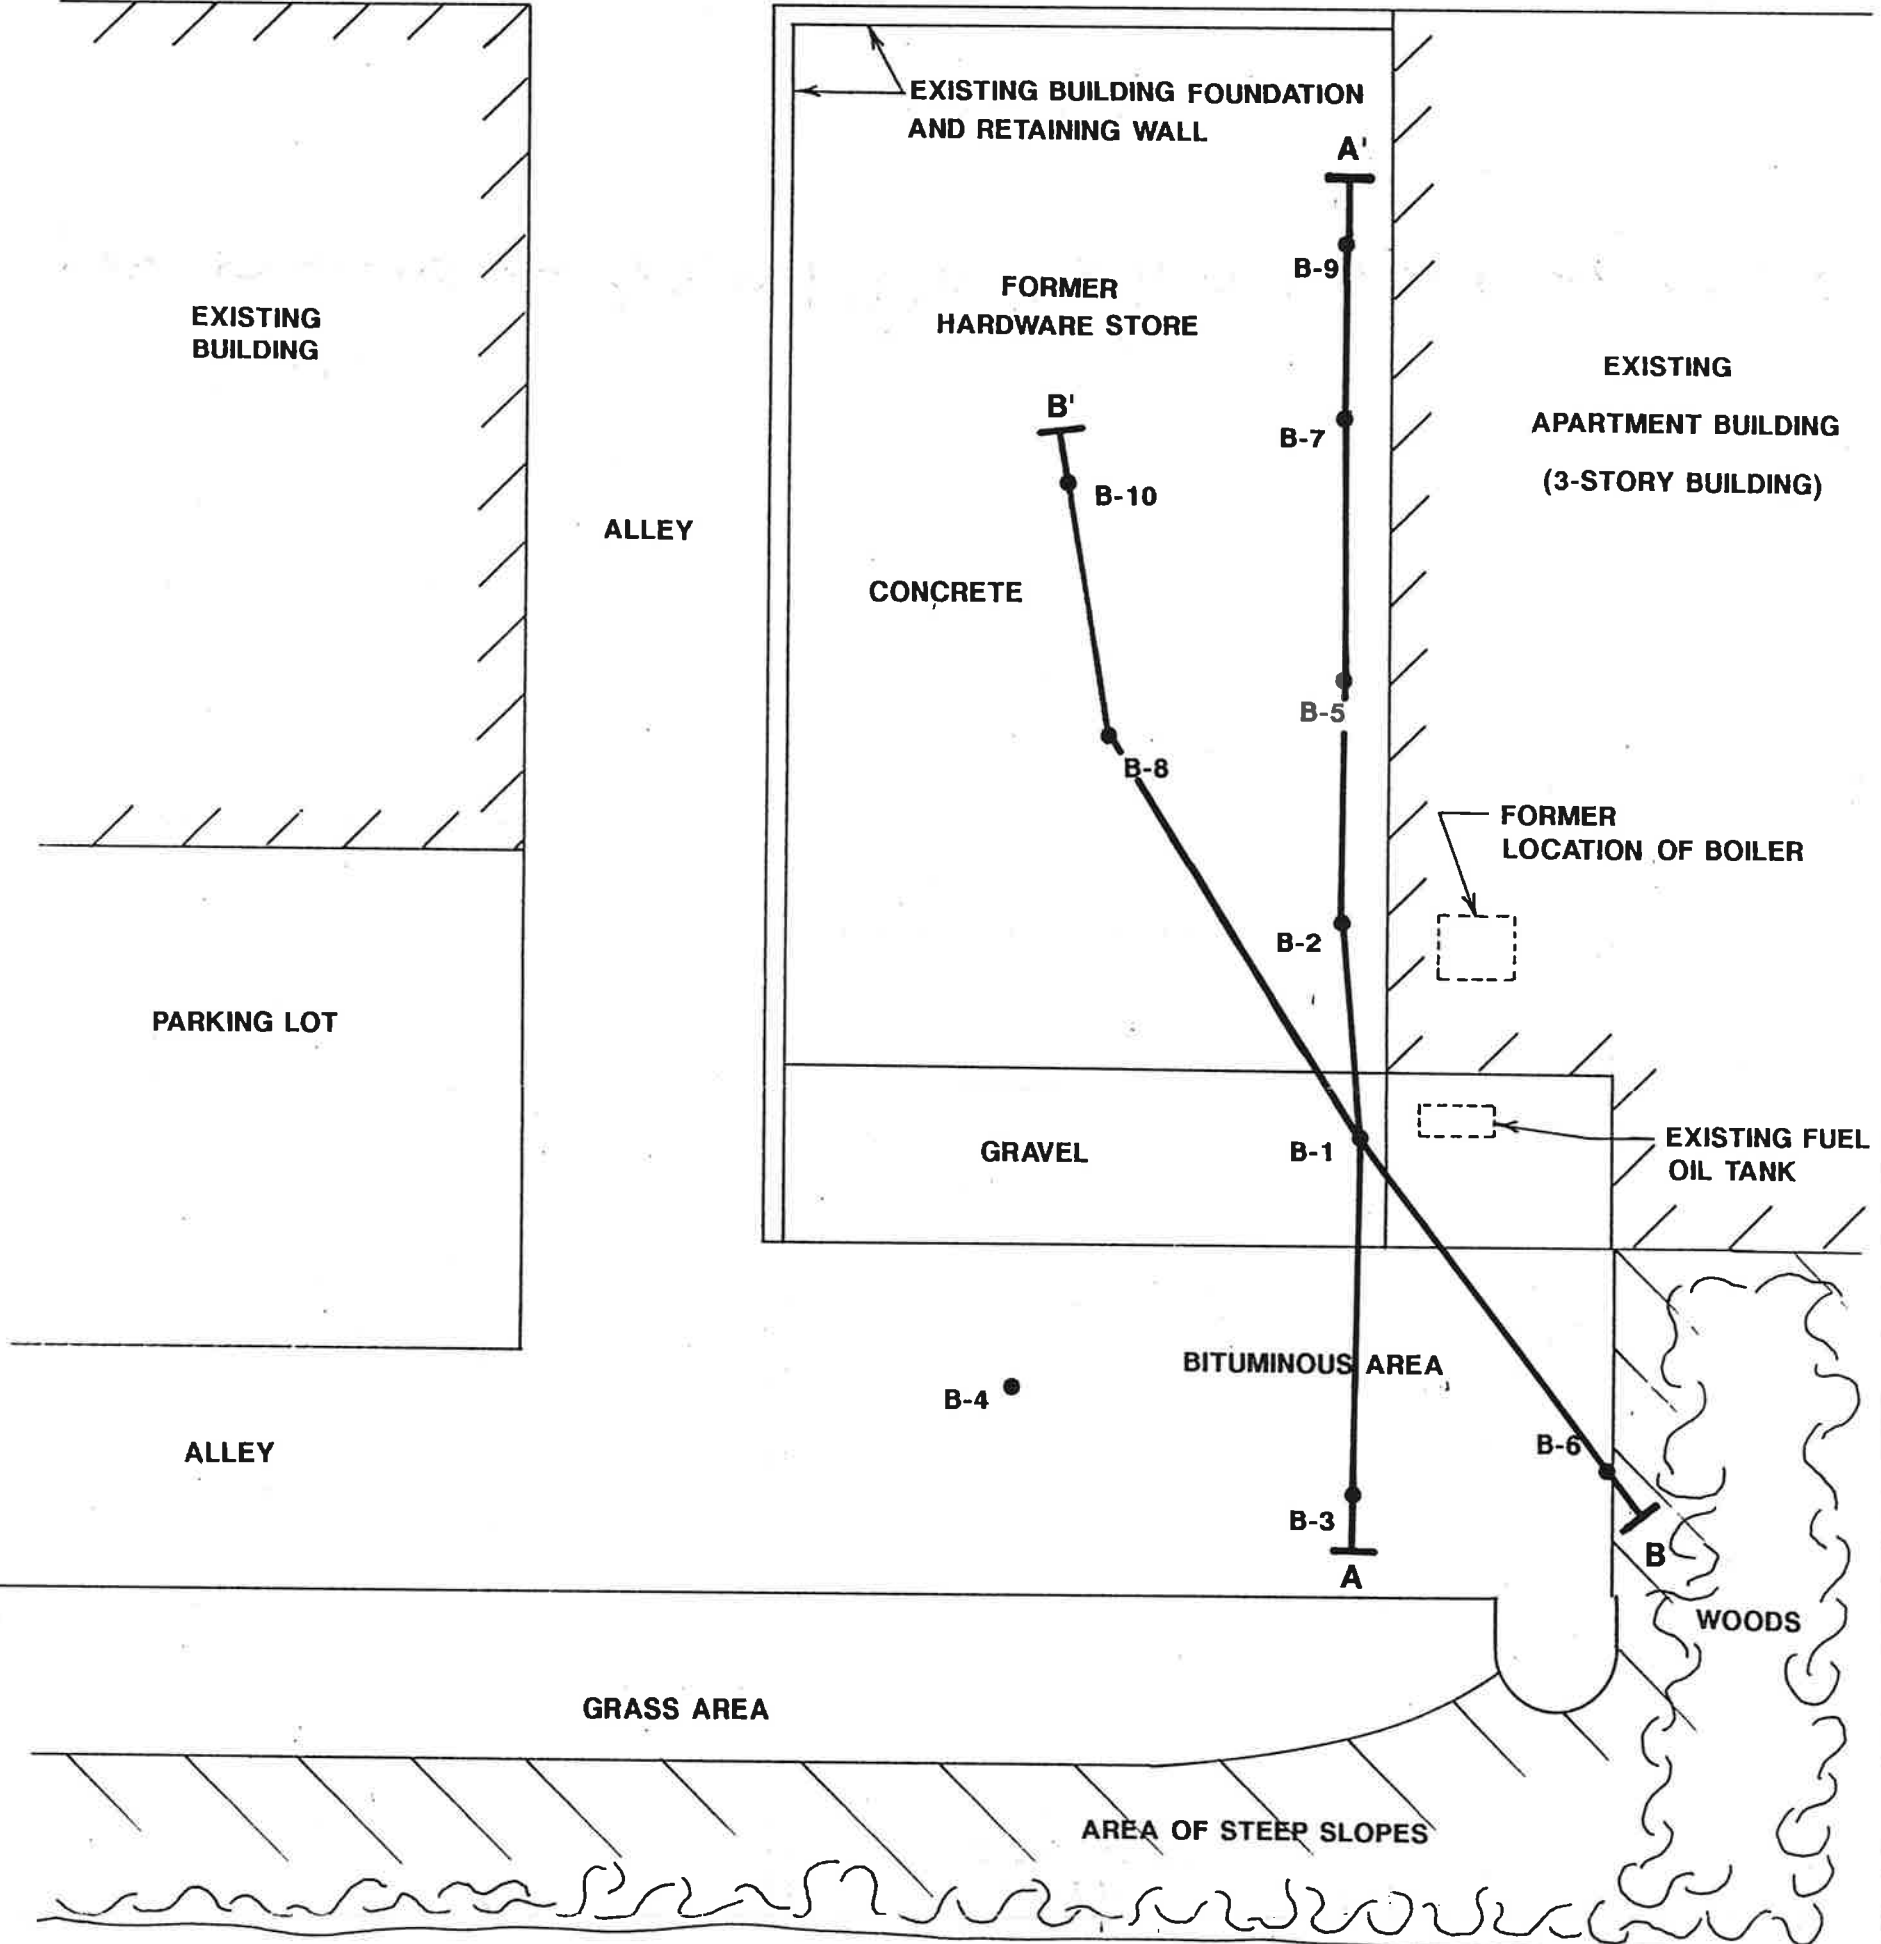 EXISTING BUILDING FOUNDATION
AND RETAINING WALL
A'
B-9
FORMER
HARDWARE STORE
EXISTING
BUILDING
EXISTING
APARTMENT BUILDING
(3-STORY BUILDING)
B'
B-7
B-10
ALLEY
CONCRETE
B-5
B-8
FORMER
LOCATION OF BOILER
B-2
PARKING LOT
GRAVEL
B-1
EXISTING FUEL
OIL TANK
BITUMINOUS AREA
B-4
ALLEY
B-6
B-3
B
A
WOODS
GRASS AREA
AREA OF STEEP SLOPES